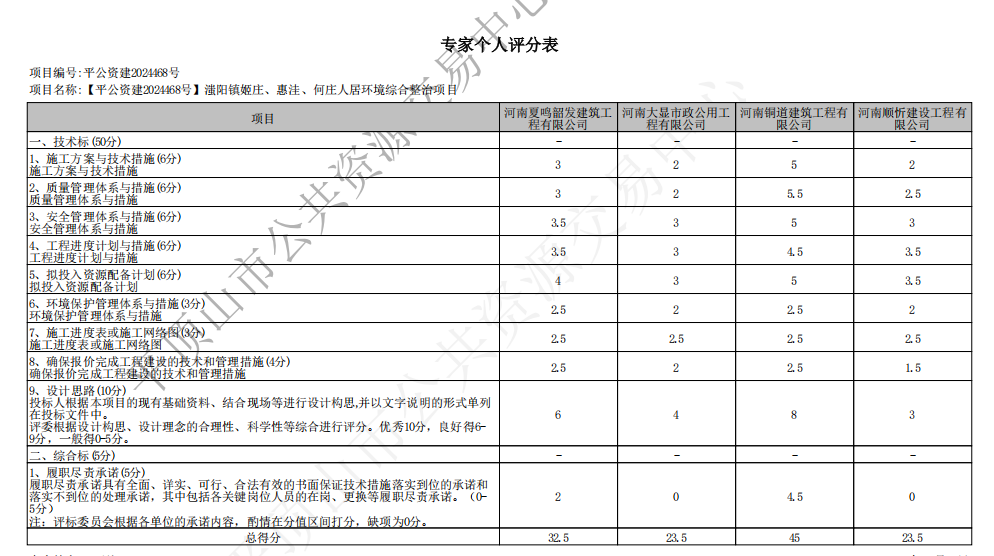 专家个人评分表
项目编号:平公资建2024468号
项目名称:【平公资建2024468号】滍阳镇姬庄、惠洼、何庄人居环境综合整治项目
项目 河南夏鸣韶发建筑工程有限公司 河南大显市政公用工程有限公司 河南铜道建筑工程有限公司 河南顺忻建设工程有限公司
一、技术标(50分) - - - -
1、施工方案与技术措施(6分)
施工方案与技术措施 3 2 5 2
2、质量管理体系与措施(6分)
质量管理体系与措施 3 2 5.5 2.5
3、安全管理体系与措施(6分)
安全管理体系与措施 3.5 3 5 3
4、工程进度计划与措施(6分)
工程进度计划与措施 3.5 3 4.5 3.5
5、拟投入资源配备计划(6分)
拟投入资源配备计划 4 3 5 3.5
6、环境保护管理体系与措施(3分)
环境保护管理体系与措施 2.5 2 2.5 2
7、施工进度表或施工网络图(3分)
施工进度表或施工网络图 2.5 2.5 2.5 2.5
8、确保报价完成工程建设的技术和管理措施(4分)
确保报价完成工程建设的技术和管理措施 2.5 2 2.5 1.5
9、设计思路(10分)
投标人根据本项目的现有基础资料、结合现场等进行设计构思,并以文字说明的形式单列
在投标文件中。
评委根据设计构思、设计理念的合理性、科学性等综合进行评分。优秀10分，良好得6-
9分，一般得0-5分。 6 4 8 3
二、综合标(5分) - - - -
1、履职尽责承诺(5分)
履职尽责承诺具有全面、详实、可行、合法有效的书面保证技术措施落实到位的承诺和
落实不到位的处理承诺，其中包括各关键岗位人员的在岗、更换等履职尽责承诺。（0-
5分）
注：评标委员会根据各单位的承诺内容，酌情在分值区间打分，缺项为0分。 2 0 4.5 0
总得分 32.5 23.5 45 23.5
平顶山市公共资源交易中心
平顶山市公共资源交易中心